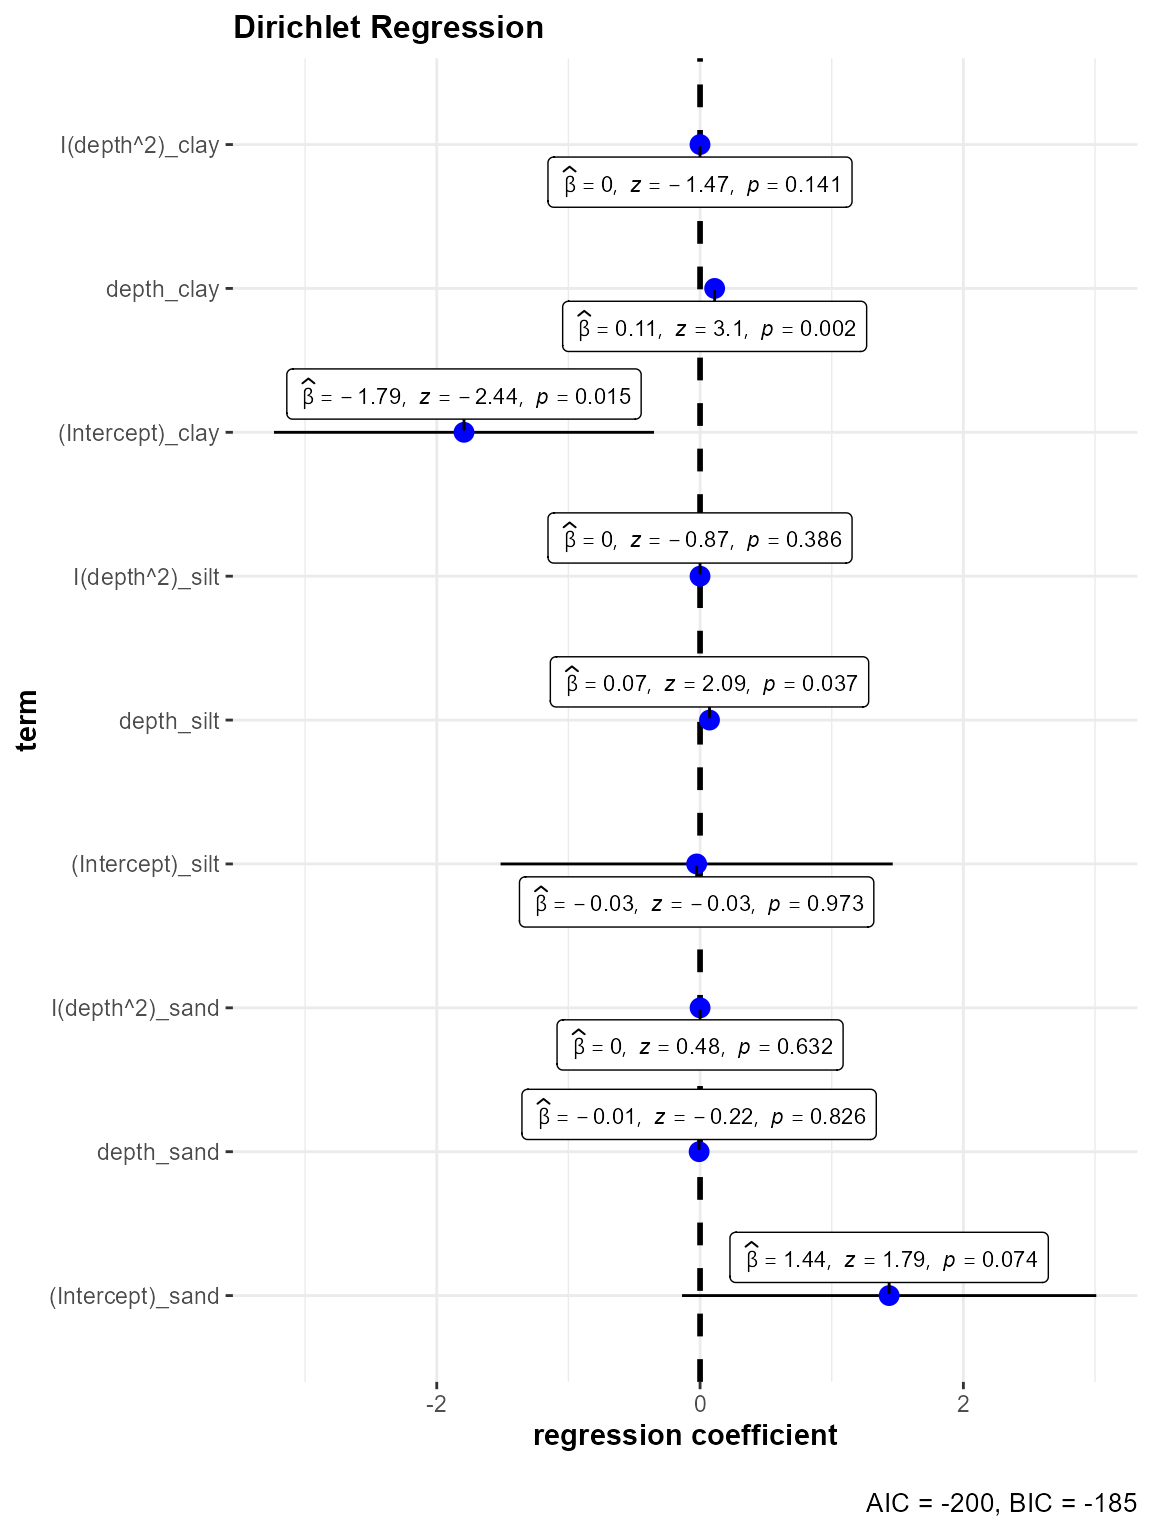 Dirichlet Regression
I(depth^2)_clay
β̂ = 0, z = −1.47, p = 0.141
depth_clay
β̂ = 0.11, z = 3.1, p = 0.002
β̂ = −1.79, z = −2.44, p = 0.015
(Intercept)_clay
β̂ = 0, z = −0.87, p = 0.386
I(depth^2)_silt
β̂ = 0.07, z = 2.09, p = 0.037
depth_silt
(Intercept)_silt
β̂ = −0.03, z = −0.03, p = 0.973
I(depth^2)_sand
β̂ = 0, z = 0.48, p = 0.632
β̂ = −0.01, z = −0.22, p = 0.826
depth_sand
β̂ = 1.44, z = 1.79, p = 0.074
(Intercept)_sand
term
-2 0 2
regression coefficient
AIC = -200, BIC = -185